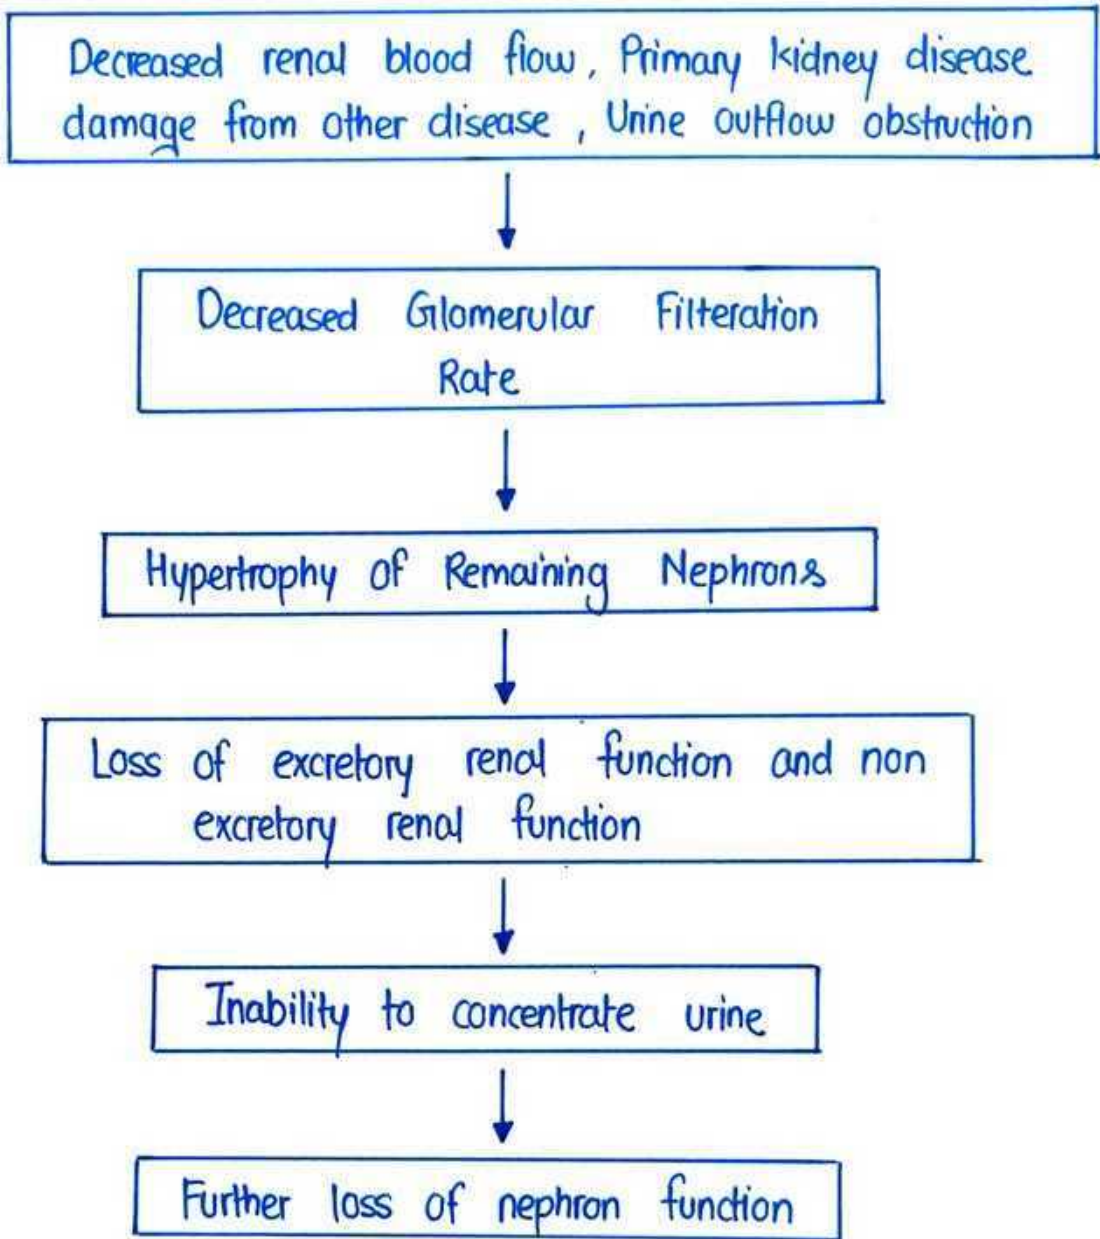 Decreased renal blood flow, Primary kidney disease
damage from other disease, Urine outflow obstruction
Decreased Glomerular Filteration
Rate
Hypertrophy of Remaining Nephrons
Loss of excretory renal function and non
excretory renal function
Inability to concentrate urine
Further loss of nephron function